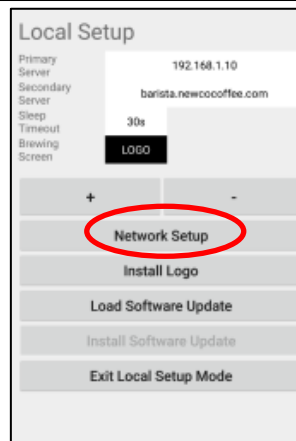 Local Setup
Primary Server 192.168.1.10
Secondary Server barista.newcocoffee.com
Sleep Timeout 30s
Brewing Screen LOGO
+ -
Network Setup
Install Logo
Load Software Update
Install Software Update
Exit Local Setup Mode